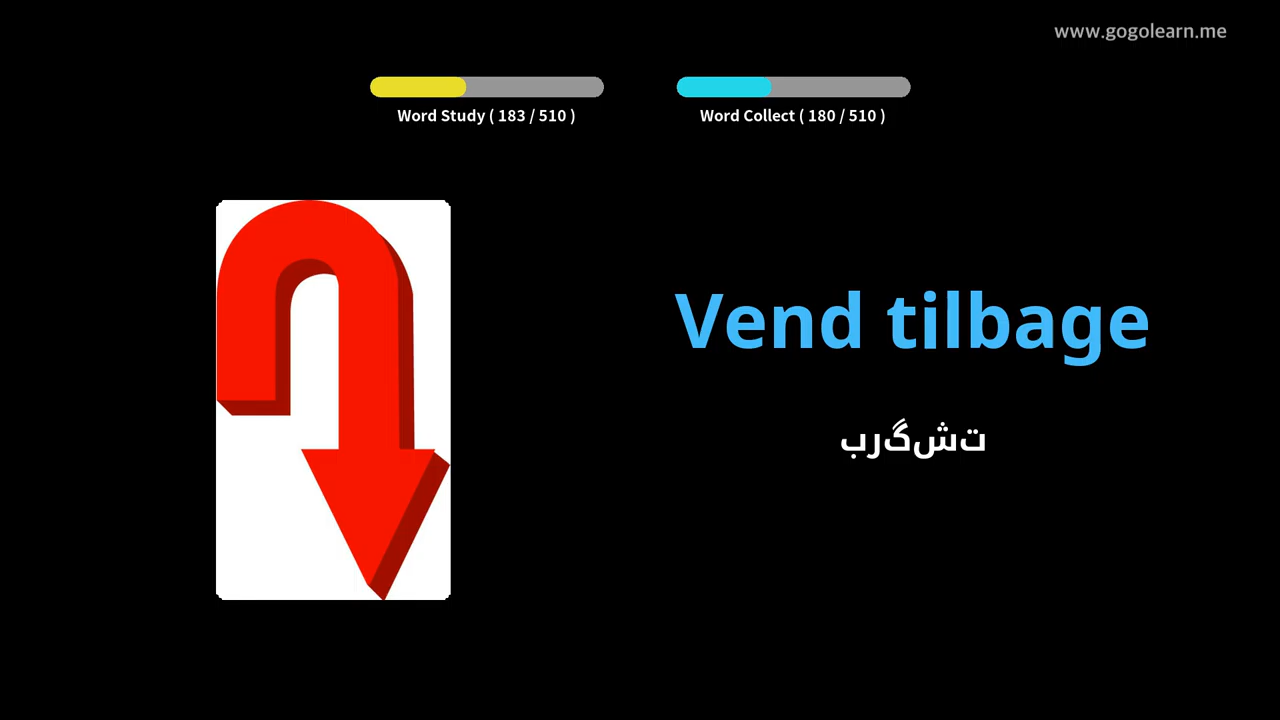 www.gogolearn.me
Word Study ( 183 / 510 )
Word Collect ( 180 / 510 )
Vend tilbage
تشگرب